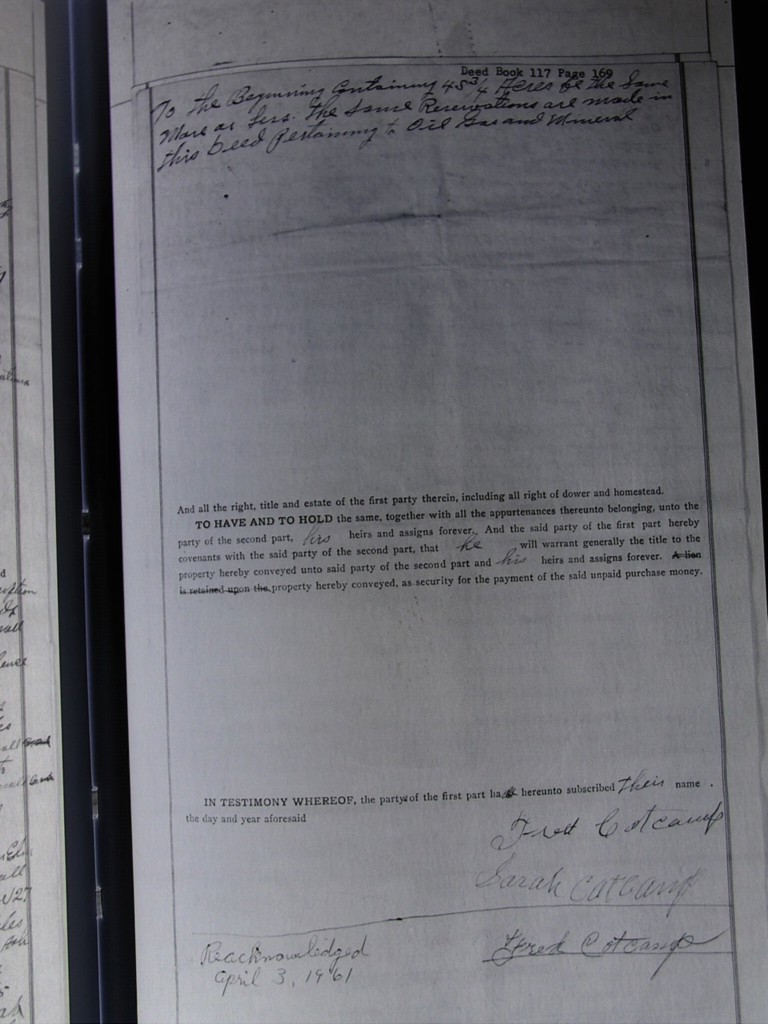 Deed Book 117 Page 169
To the Beginning Containing 45 3/4 Acres be the Same
More or Less. The Same Reservations are made in
this Deed Pertaining to Oil Gas and Mineral
And all the right, title and estate of the first party therein, including all right of dower and homestead.
TO HAVE AND TO HOLD the same, together with all the appurtenances thereunto belonging, unto the
party of the second part, his heirs and assigns forever. And the said party of the first part hereby
covenants with the said party of the second part, that he will warrant generally the title to the
property hereby conveyed unto said party of the second part and his heirs and assigns forever. A lien
is retained upon the property hereby conveyed, as security for the payment of the said unpaid purchase money.
IN TESTIMONY WHEREOF, the party of the first part ha hereunto subscribed their name.
the day and year aforesaid
Fred Cotcamp
Sarah Cotcamp
Reacknowledged Fred Cotcamp
April 3, 1961